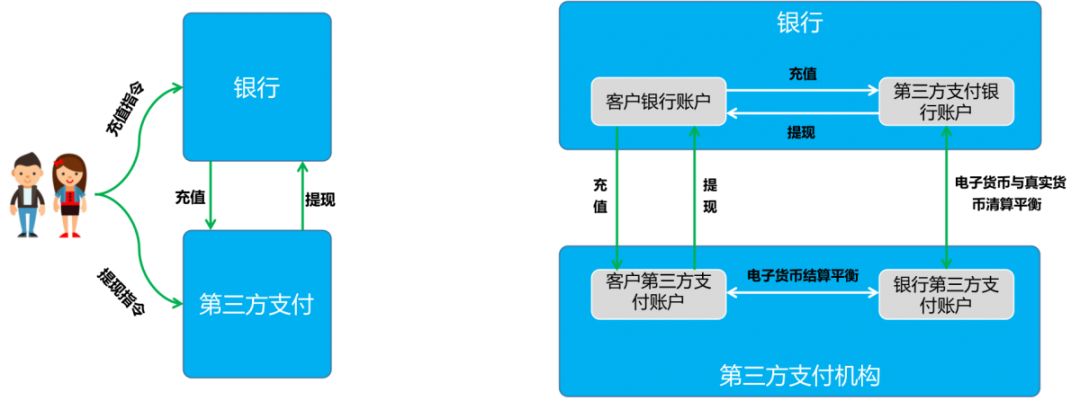 充值指令
银行
充值
提现
提现指令
第三方支付
银行
客户银行账户
充值
提现
第三方支付银
行账户
充
值
提
现
电子货币与真实货
币清算平衡
客户第三方支
付账户
电子货币结算平衡
银行第三方支
付账户
第三方支付机构